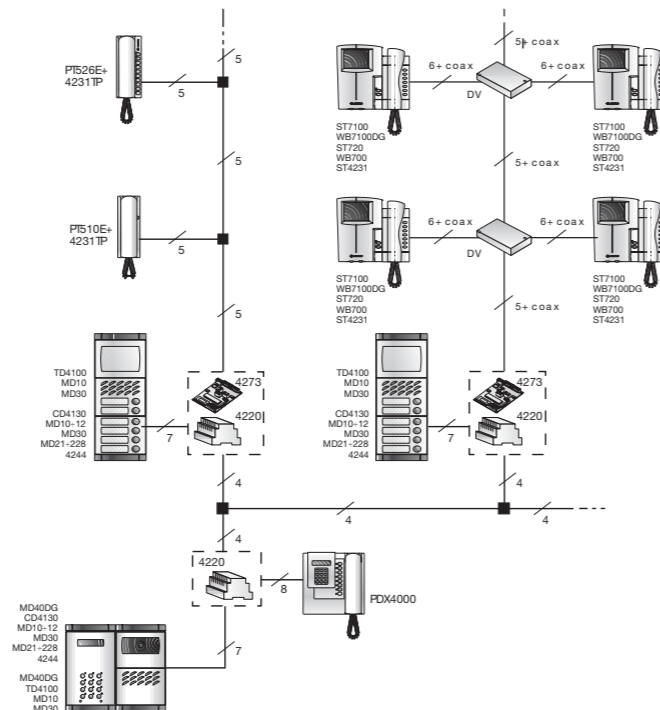 5
5+ coax
PT526E+
4231TP
5
6+ coax
DV
6+ coax
ST7100
WB7100DG
ST720
WB700
ST4231
ST7100
WB7100DG
ST720
WB700
ST4231
5
5+ coax
PT510E+
4231TP
5
6+ coax
DV
6+ coax
ST7100
WB7100DG
ST720
WB700
ST4231
ST7100
WB7100DG
ST720
WB700
ST4231
5
5+ coax
TD4100
MD10
MD30
CD4130
MD10÷12
MD30
MD21÷228
4244
7
4273
4220
TD4100
MD10
MD30
CD4130
MD10÷12
MD30
MD21÷228
4244
7
4273
4220
4
4
4
4
4
4220
8
PDX4000
7
MD40DG
CD4130
MD10÷12
MD30
MD21÷228
4244
MD40DG
TD4100
MD10
MD30